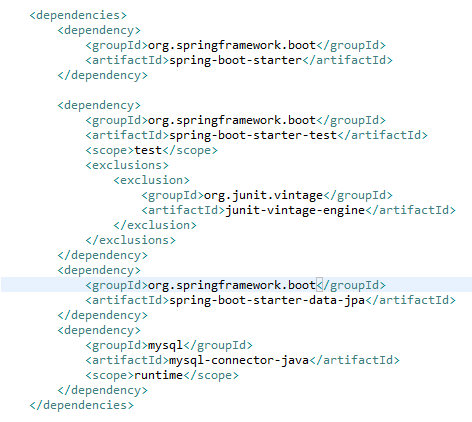 <dependencies>
<dependency>
<groupId>org.springframework.boot</groupId>
<artifactId>spring-boot-starter</artifactId>
</dependency>
<dependency>
<groupId>org.springframework.boot</groupId>
<artifactId>spring-boot-starter-test</artifactId>
<scope>test</scope>
<exclusions>
<exclusion>
<groupId>org.junit.vintage</groupId>
<artifactId>junit-vintage-engine</artifactId>
</exclusion>
</exclusions>
</dependency>
<dependency>
<groupId>org.springframework.boot</groupId>
<artifactId>spring-boot-starter-data-jpa</artifactId>
</dependency>
<dependency>
<groupId>mysql</groupId>
<artifactId>mysql-connector-java</artifactId>
<scope>runtime</scope>
</dependency>
</dependencies>